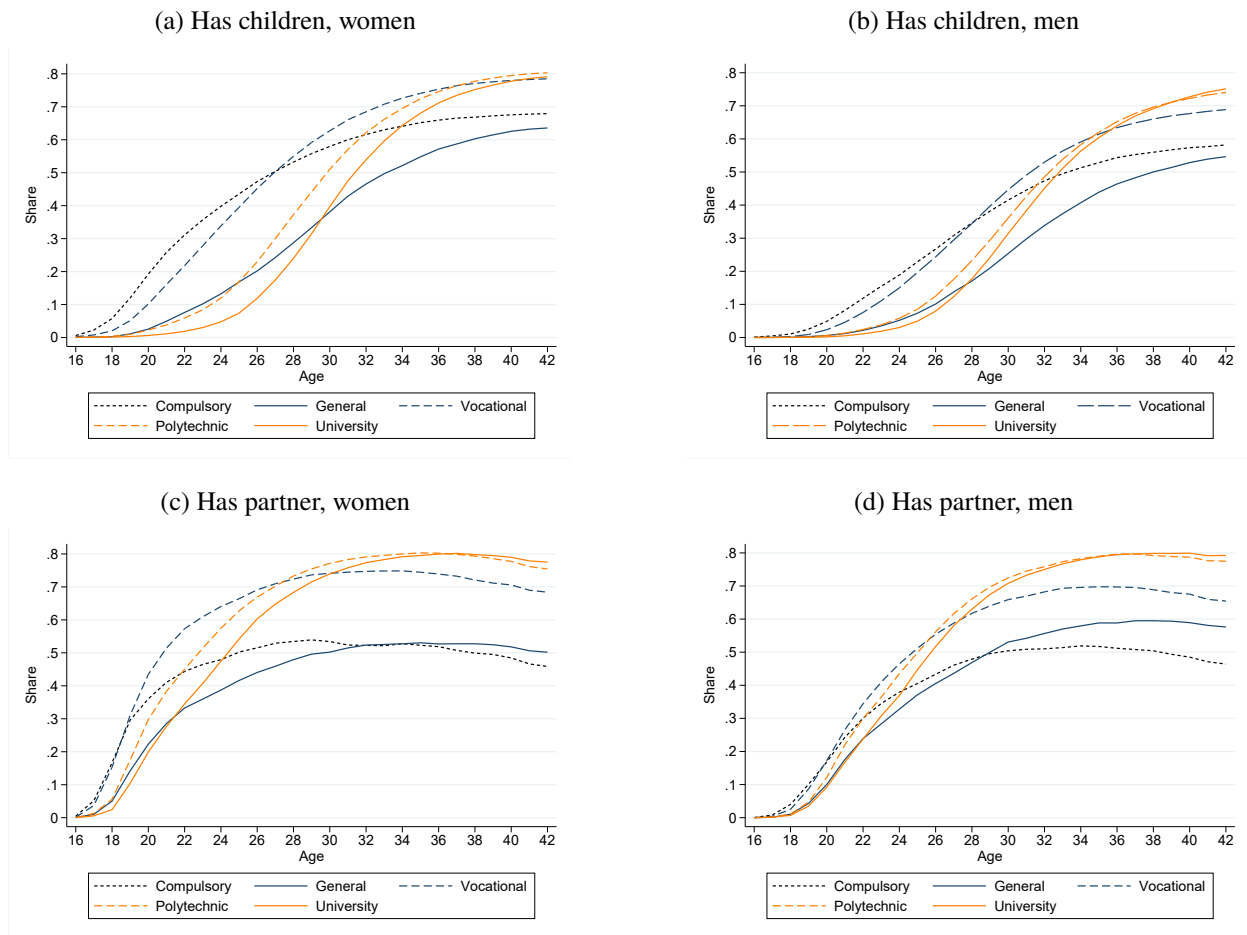 (a) Has children, women
.8
.7
.6
.5
.4
.3
.2
.1
0
Share
16 18 20 22 24 26 28 30 32 34 36 38 40 42
Age
Compulsory General Vocational
Polytechnic University
(b) Has children, men
.8
.7
.6
.5
.4
.3
.2
.1
0
Share
16 18 20 22 24 26 28 30 32 34 36 38 40 42
Age
Compulsory General Vocational
Polytechnic University
(c) Has partner, women
.8
.7
.6
.5
.4
.3
.2
.1
0
Share
16 18 20 22 24 26 28 30 32 34 36 38 40 42
Age
Compulsory General Vocational
Polytechnic University
(d) Has partner, men
.8
.7
.6
.5
.4
.3
.2
.1
0
Share
16 18 20 22 24 26 28 30 32 34 36 38 40 42
Age
Compulsory General Vocational
Polytechnic University